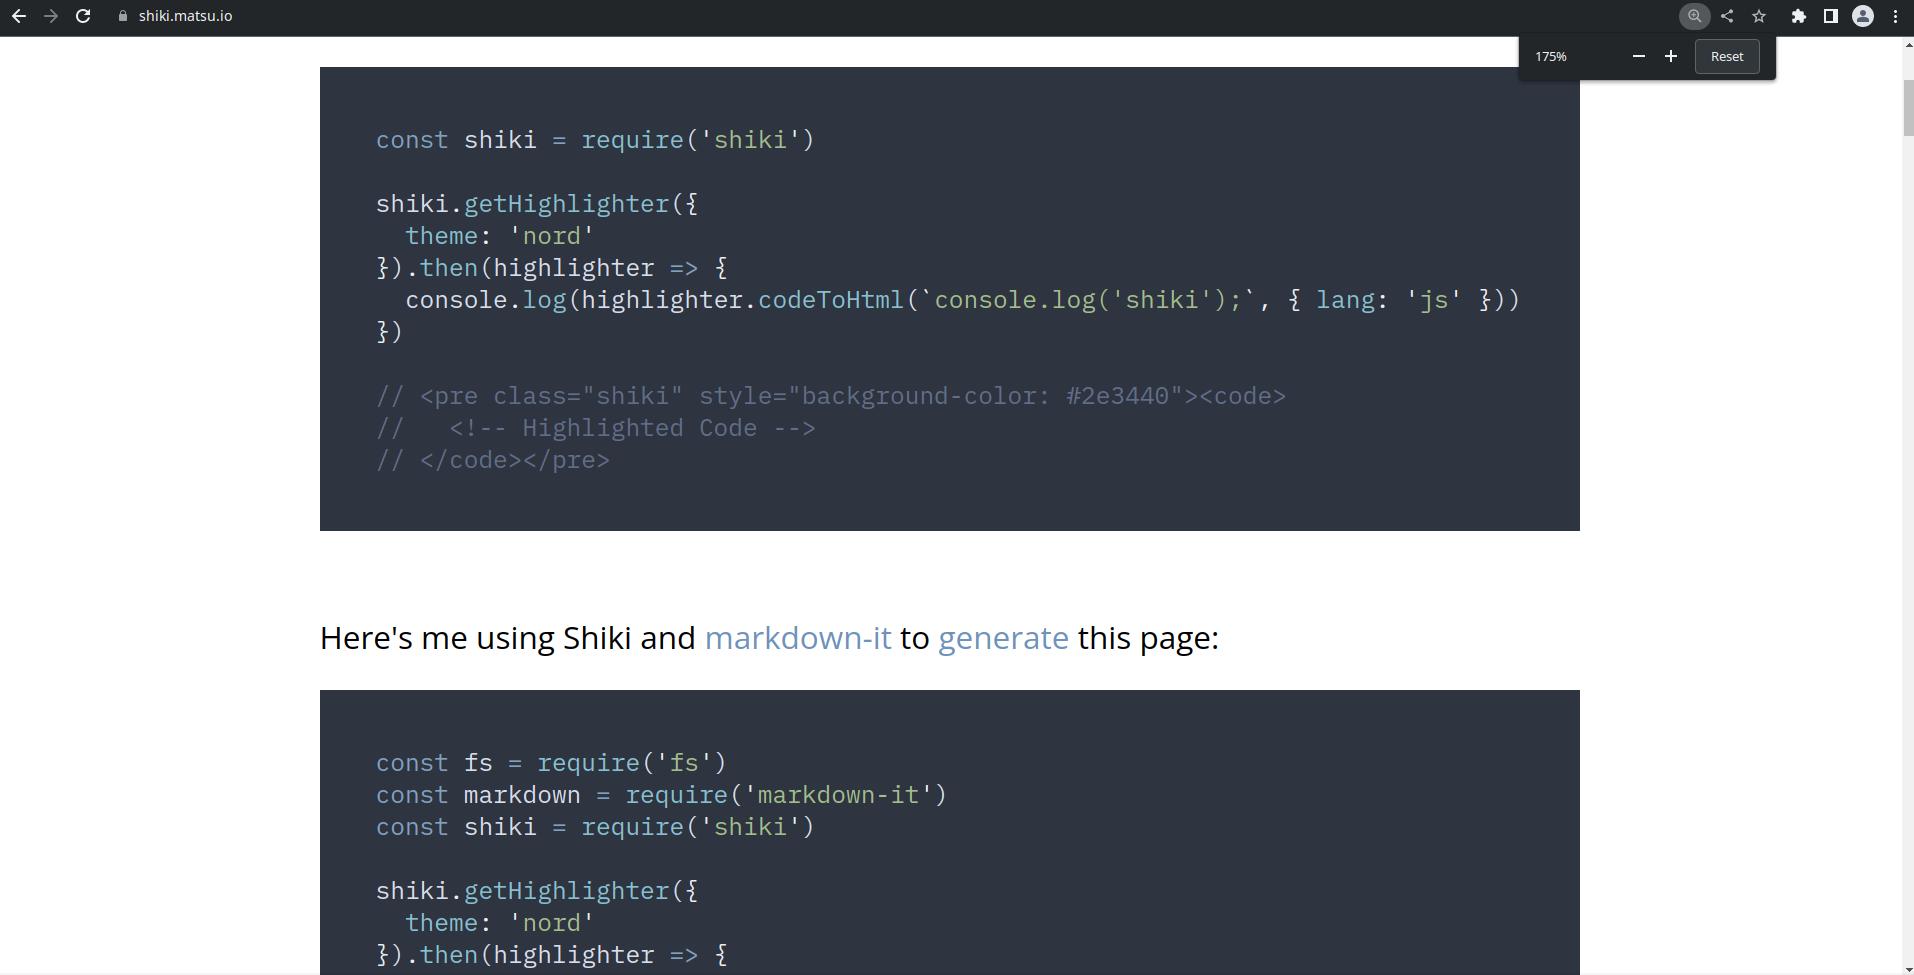 shiki.matsu.io
175%
Reset
const shiki = require('shiki')
shiki.getHighlighter({
  theme: 'nord'
}).then(highlighter => {
  console.log(highlighter.codeToHtml(`console.log('shiki');`, { lang: 'js' }))
})
// <pre class="shiki" style="background-color: #2e3440"><code>
//   <!-- Highlighted Code -->
// </code></pre>
Here's me using Shiki and markdown-it to generate this page:
const fs = require('fs')
const markdown = require('markdown-it')
const shiki = require('shiki')
shiki.getHighlighter({
  theme: 'nord'
}).then(highlighter => {